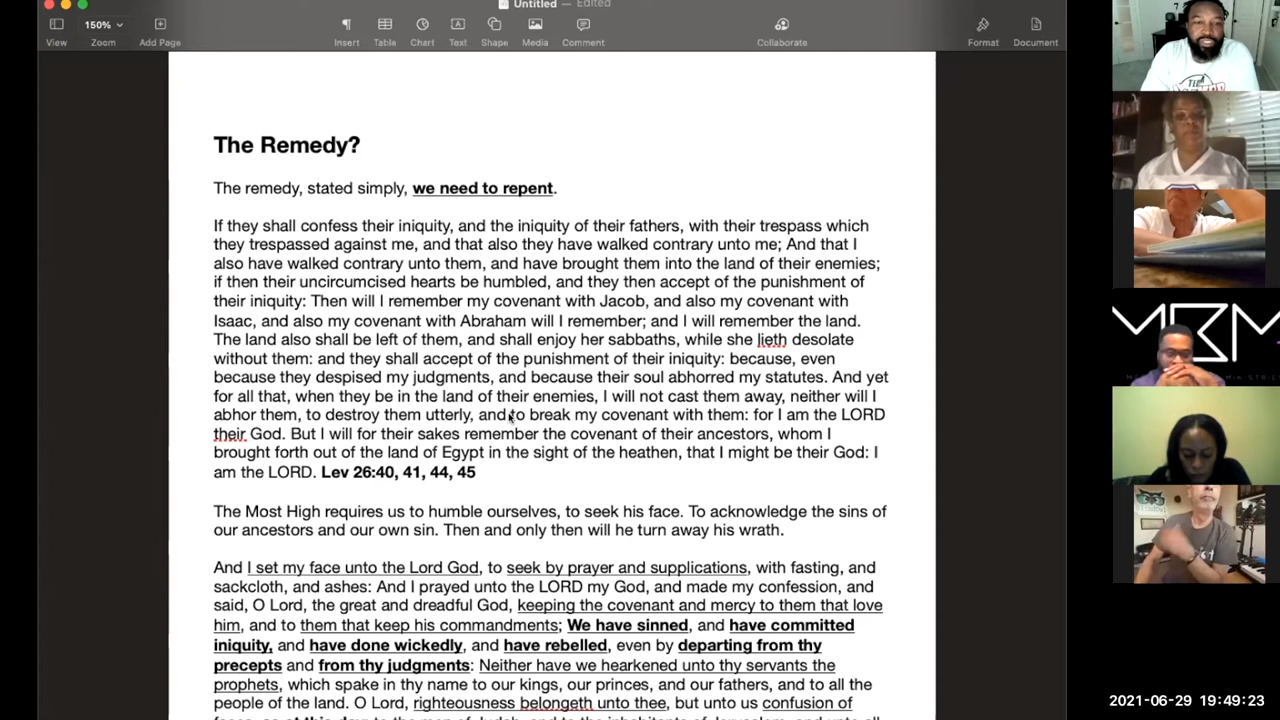 Untitled — Edited
150%
View
Zoom
Add Page
Insert
Table
Chart
Text
Shape
Media
Comment
Collaborate
Format
Document
The Remedy?
The remedy, stated simply, we need to repent.
If they shall confess their iniquity, and the iniquity of their fathers, with their trespass which
they trespassed against me, and that also they have walked contrary unto me; And that I
also have walked contrary unto them, and have brought them into the land of their enemies;
if then their uncircumcised hearts be humbled, and they then accept of the punishment of
their iniquity: Then will I remember my covenant with Jacob, and also my covenant with
Isaac, and also my covenant with Abraham will I remember; and I will remember the land.
The land also shall be left of them, and shall enjoy her sabbaths, while she lieth desolate
without them: and they shall accept of the punishment of their iniquity: because, even
because they despised my judgments, and because their soul abhorred my statutes. And yet
for all that, when they be in the land of their enemies, I will not cast them away, neither will I
abhor them, to destroy them utterly, and to break my covenant with them: for I am the LORD
their God. But I will for their sakes remember the covenant of their ancestors, whom I
brought forth out of the land of Egypt in the sight of the heathen, that I might be their God: I
am the LORD. Lev 26:40, 41, 44, 45
The Most High requires us to humble ourselves, to seek his face. To acknowledge the sins of
our ancestors and our own sin. Then and only then will he turn away his wrath.
And I set my face unto the Lord God, to seek by prayer and supplications, with fasting, and
sackcloth, and ashes: And I prayed unto the LORD my God, and made my confession, and
said, O Lord, the great and dreadful God, keeping the covenant and mercy to them that love
him, and to them that keep his commandments; We have sinned, and have committed
iniquity, and have done wickedly, and have rebelled, even by departing from thy
precepts and from thy judgments: Neither have we hearkened unto thy servants the
prophets, which spake in thy name to our kings, our princes, and our fathers, and to all the
people of the land. O Lord, righteousness belongeth unto thee, but unto us confusion of
faces, as at this day; to the men of Judah, and to the inhabitants of Jerusalem, and unto all
2021-06-29 19:49:23